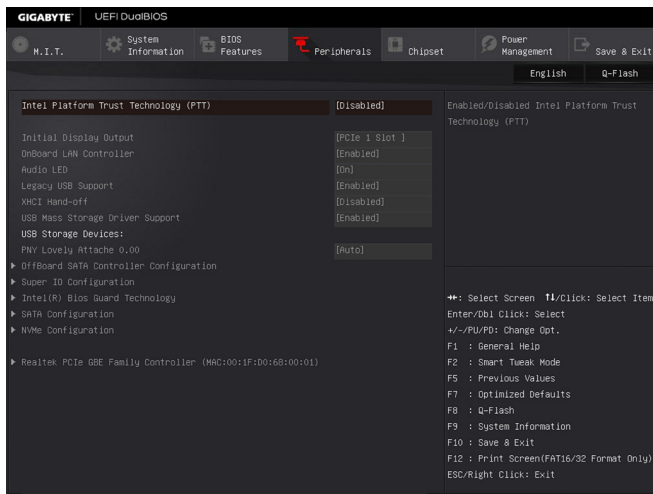 GIGABYTE™ UEFI DualBIOS
M.I.T.
System Information
BIOS Features
Peripherals
Chipset
Power Management
Save & Exit
English
Q-Flash
Intel Platform Trust Technology (PTT) [Disabled]
Initial Display Output [PCIe 1 Slot ]
OnBoard LAN Controller [Enabled]
Audio LED [On]
Legacy USB Support [Enabled]
XHCI Hand-off [Disabled]
USB Mass Storage Driver Support [Enabled]
USB Storage Devices:
PNY Lovely Attache 0.00 [Auto]
OffBoard SATA Controller Configuration
Super IO Configuration
Intel(R) Bios Guard Technology
SATA Configuration
NVMe Configuration
Realtek PCIe GBE Family Controller (MAC:00:1F:D0:68:00:01)
Enabled/Disabled Intel Platform Trust
Technology (PTT)
→←: Select Screen ↑↓/Click: Select Item
Enter/Dbl Click: Select
+/-/PU/PD: Change Opt.
F1 : General Help
F2 : Smart Tweak Mode
F5 : Previous Values
F7 : Optimized Defaults
F8 : Q-Flash
F9 : System Information
F10 : Save & Exit
F12 : Print Screen(FAT16/32 Format Only)
ESC/Right Click: Exit